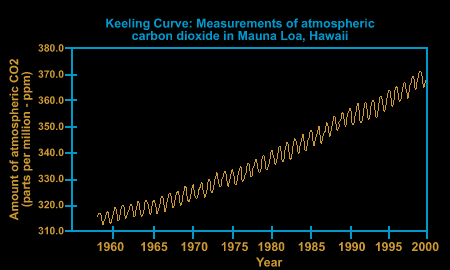 Keeling Curve: Measurements of atmospheric
carbon dioxide in Mauna Loa, Hawaii
Amount of atmospheric CO2
(parts per million - ppm)
380.0
370.0
360.0
350.0
340.0
330.0
320.0
310.0
1960 1965 1970 1975 1980 1985 1990 1995 2000
Year